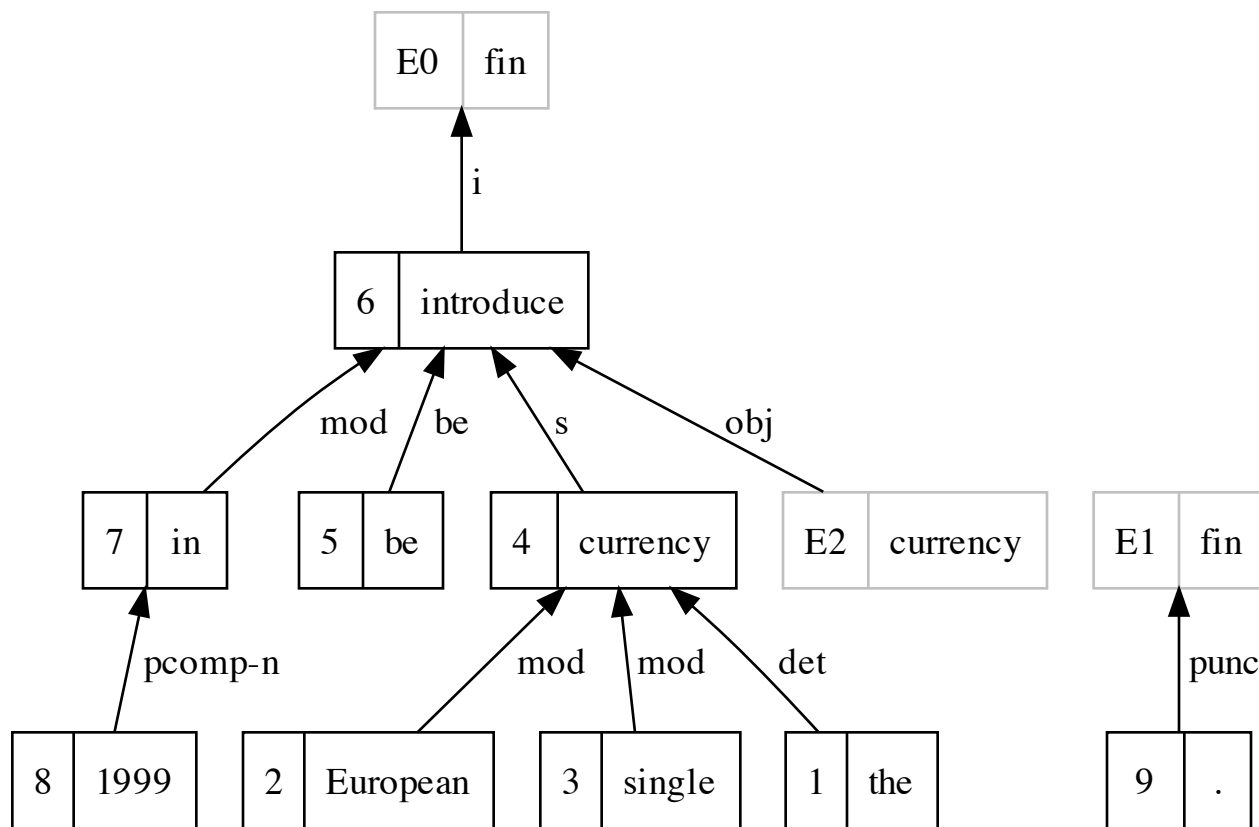 E0 fin
i
6 introduce
mod be s obj
7 in 5 be 4 currency E2 currency E1 fin
pcomp-n mod mod det punc
8 1999 2 European 3 single 1 the 9 .